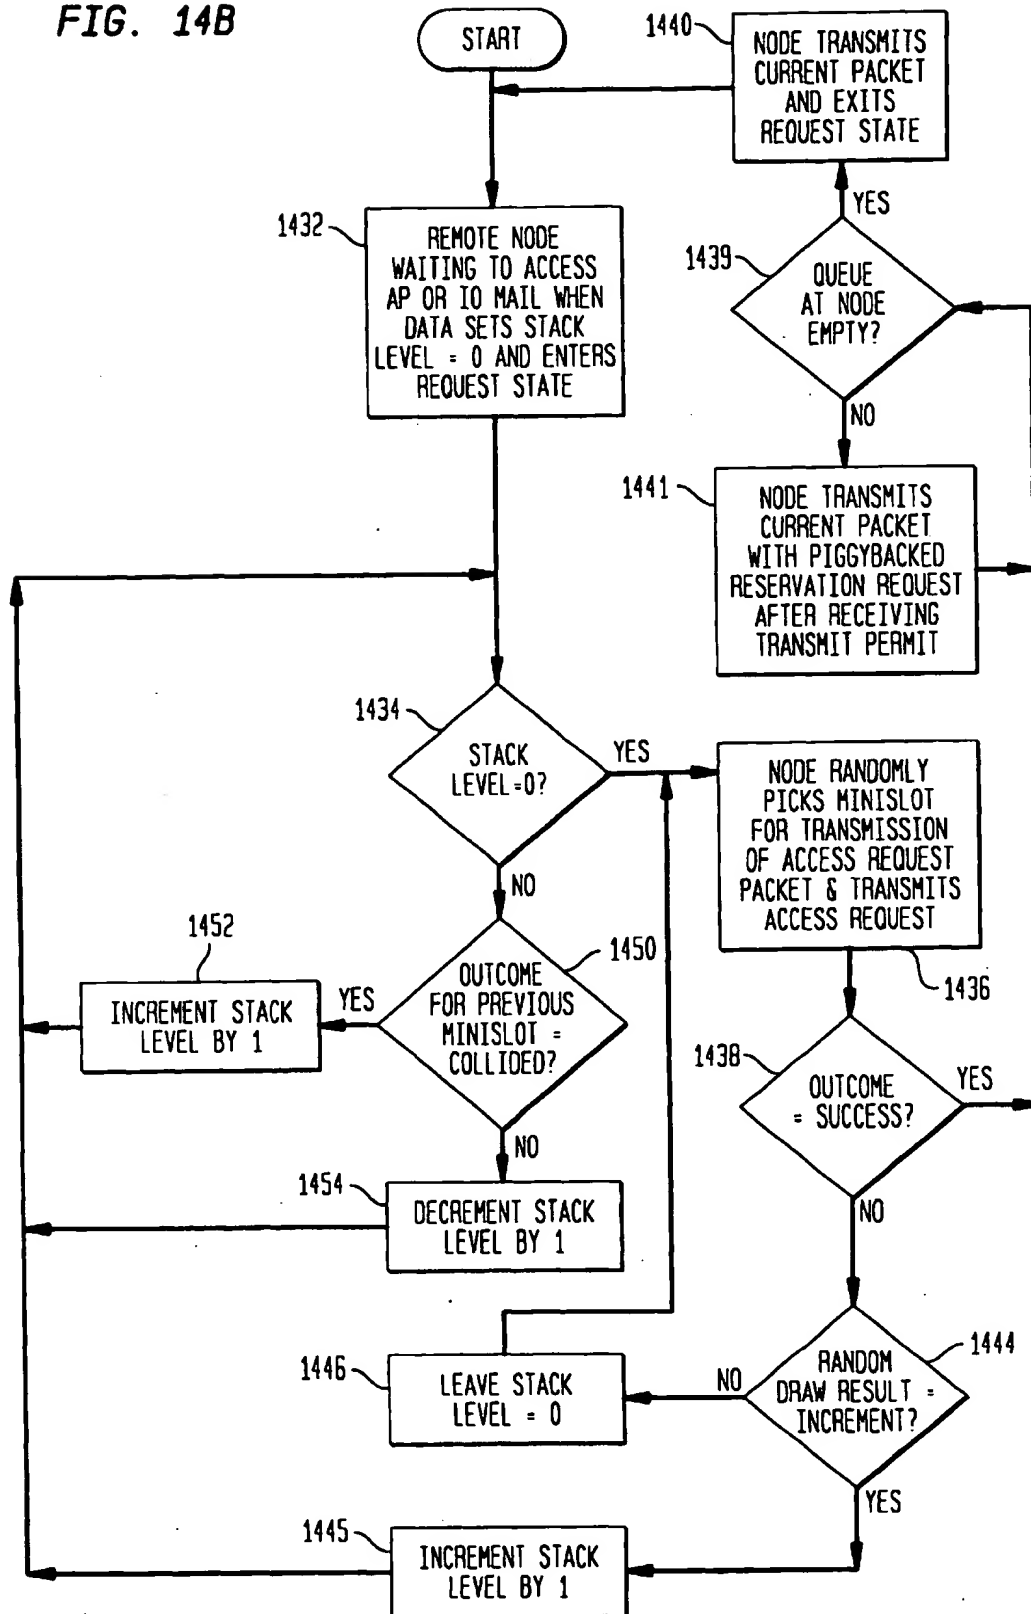 FIG. 14B
START
1440
NODE TRANSMITS
CURRENT PACKET
AND EXITS
REQUEST STATE
YES
1432
REMOTE NODE
WAITING TO ACCESS
AP OR IO MAIL WHEN
DATA SETS STACK
LEVEL = 0 AND ENTERS
REQUEST STATE
1439
QUEUE
AT NODE
EMPTY?
NO
1441
NODE TRANSMITS
CURRENT PACKET
WITH PIGGYBACKED
RESERVATION REQUEST
AFTER RECEIVING
TRANSMIT PERMIT
1434
STACK
LEVEL=0?
YES
NO
NODE RANDOMLY
PICKS MINISLOT
FOR TRANSMISSION
OF ACCESS REQUEST
PACKET & TRANSMITS
ACCESS REQUEST
1436
1452
INCREMENT STACK
LEVEL BY 1
YES
1450
OUTCOME
FOR PREVIOUS
MINISLOT =
COLLIDED?
NO
1438
OUTCOME
= SUCCESS?
YES
NO
1454
DECREMENT STACK
LEVEL BY 1
1446
LEAVE STACK
LEVEL = 0
NO
1444
RANDOM
DRAW RESULT =
INCREMENT?
YES
1445
INCREMENT STACK
LEVEL BY 1